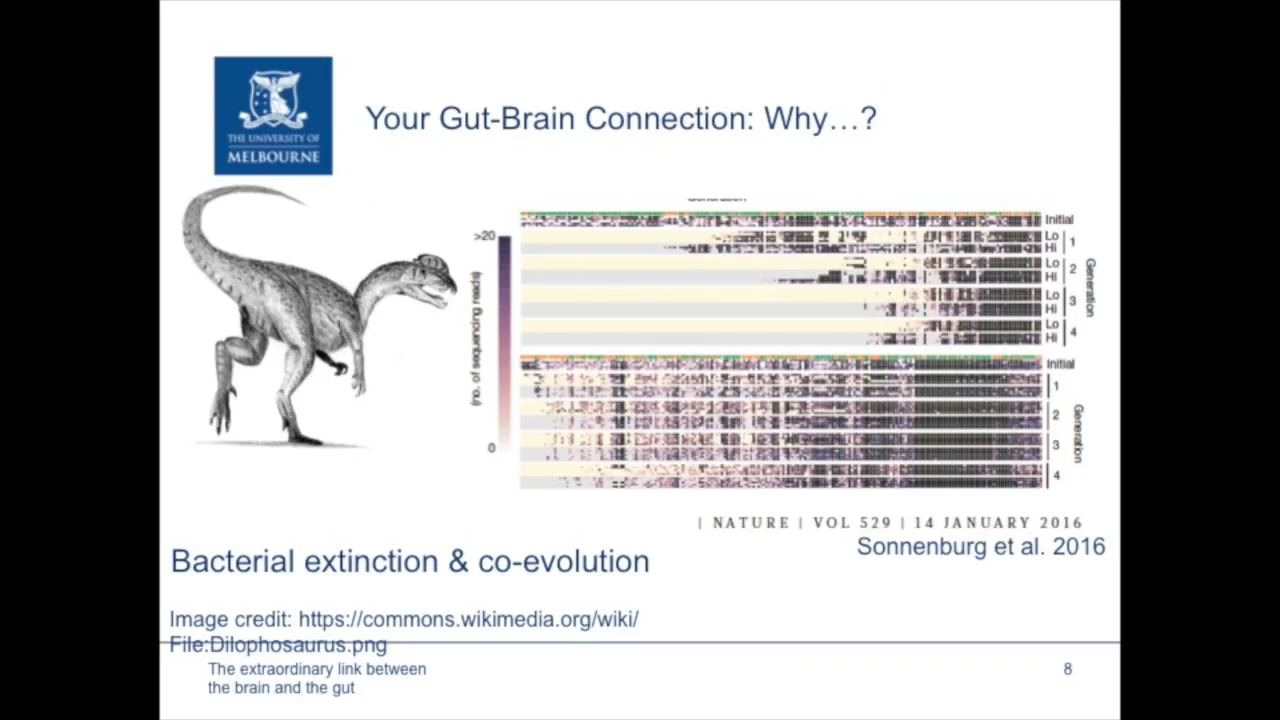 THE UNIVERSITY OF
MELBOURNE
Your Gut-Brain Connection: Why…?
>20
(no. of sequencing reads)
0
Initial
Lo
Hi
1
Lo
Hi
2
Lo
Hi
3
Lo
Hi
4
Generation
Initial
1
2
3
4
Generation
| NATURE | VOL 529 | 14 JANUARY 2016
Sonnenburg et al. 2016
Bacterial extinction & co-evolution
Image credit: https://commons.wikimedia.org/wiki/
File:Dilophosaurus.png
The extraordinary link between
the brain and the gut
8